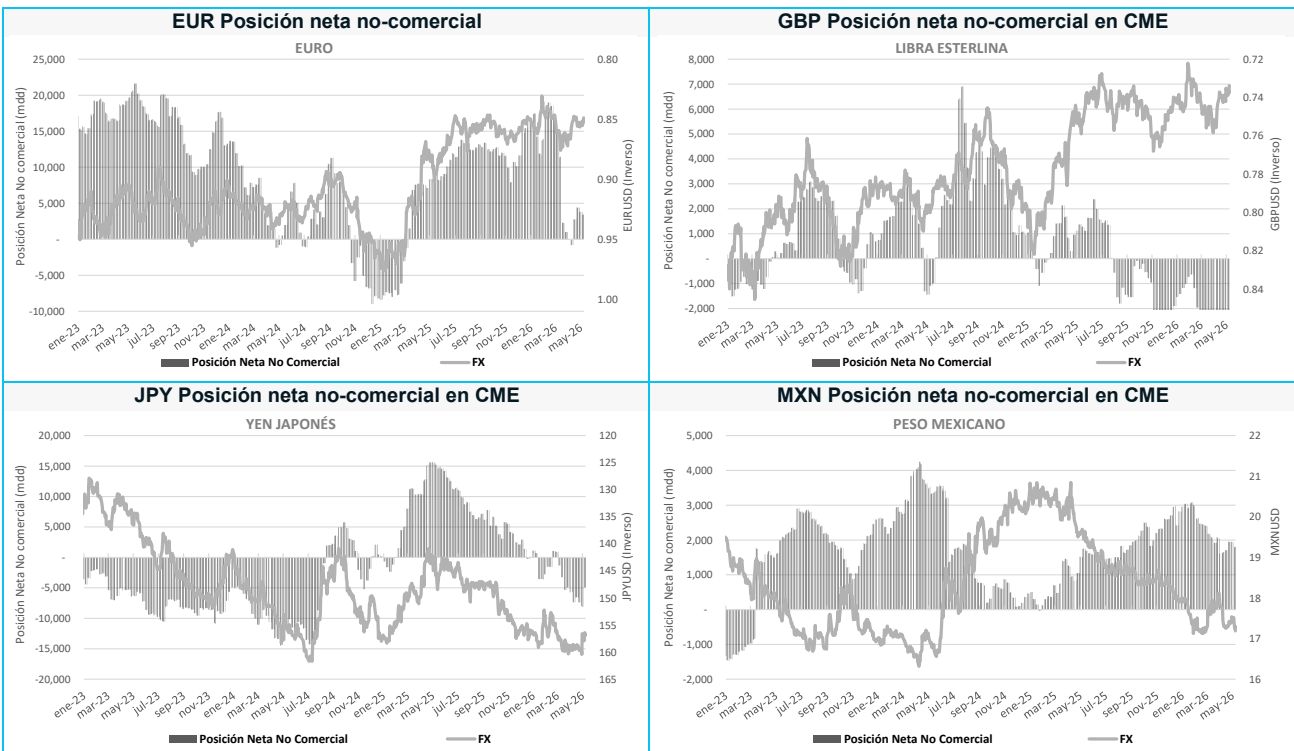 EUR Posición neta no-comercial
EURO
Posición Neta No comercial (mdd)
25,000
20,000
15,000
10,000
5,000
-
-5,000
-10,000
0.80
0.85
0.90
0.95
1.00
EURUSD (Inverso)
ene-23 mar-23 may-23 jul-23 sep-23 nov-23 ene-24 mar-24 may-24 jul-24 sep-24 nov-24 ene-25 mar-25 may-25 jul-25 sep-25 nov-25 ene-26 mar-26 may-26
Posición Neta No Comercial FX
GBP Posición neta no-comercial en CME
LIBRA ESTERLINA
Posición Neta No comercial (mdd)
8,000
7,000
6,000
5,000
4,000
3,000
2,000
1,000
-
-1,000
-2,000
0.72
0.74
0.76
0.78
0.80
0.82
0.84
GBPUSD (Inverso)
ene-23 mar-23 may-23 jul-23 sep-23 nov-23 ene-24 mar-24 may-24 jul-24 sep-24 nov-24 ene-25 mar-25 may-25 jul-25 sep-25 nov-25 ene-26 mar-26 may-26
Posición Neta No Comercial FX
JPY Posición neta no-comercial en CME
YEN JAPONÉS
Posición Neta No comercial (mdd)
20,000
15,000
10,000
5,000
-
-5,000
-10,000
-15,000
-20,000
120
125
130
135
140
145
150
155
160
165
JPYUSD (Inverso)
ene-23 mar-23 may-23 jul-23 sep-23 nov-23 ene-24 mar-24 may-24 jul-24 sep-24 nov-24 ene-25 mar-25 may-25 jul-25 sep-25 nov-25 ene-26 mar-26 may-26
Posición Neta No Comercial FX
MXN Posición neta no-comercial en CME
PESO MEXICANO
Posición Neta No comercial (mdd)
5,000
4,000
3,000
2,000
1,000
-
-1,000
-2,000
22
21
20
19
18
17
16
MXNUSD
ene-23 mar-23 may-23 jul-23 sep-23 nov-23 ene-24 mar-24 may-24 jul-24 sep-24 nov-24 ene-25 mar-25 may-25 jul-25 sep-25 nov-25 ene-26 mar-26 may-26
Posición Neta No Comercial FX